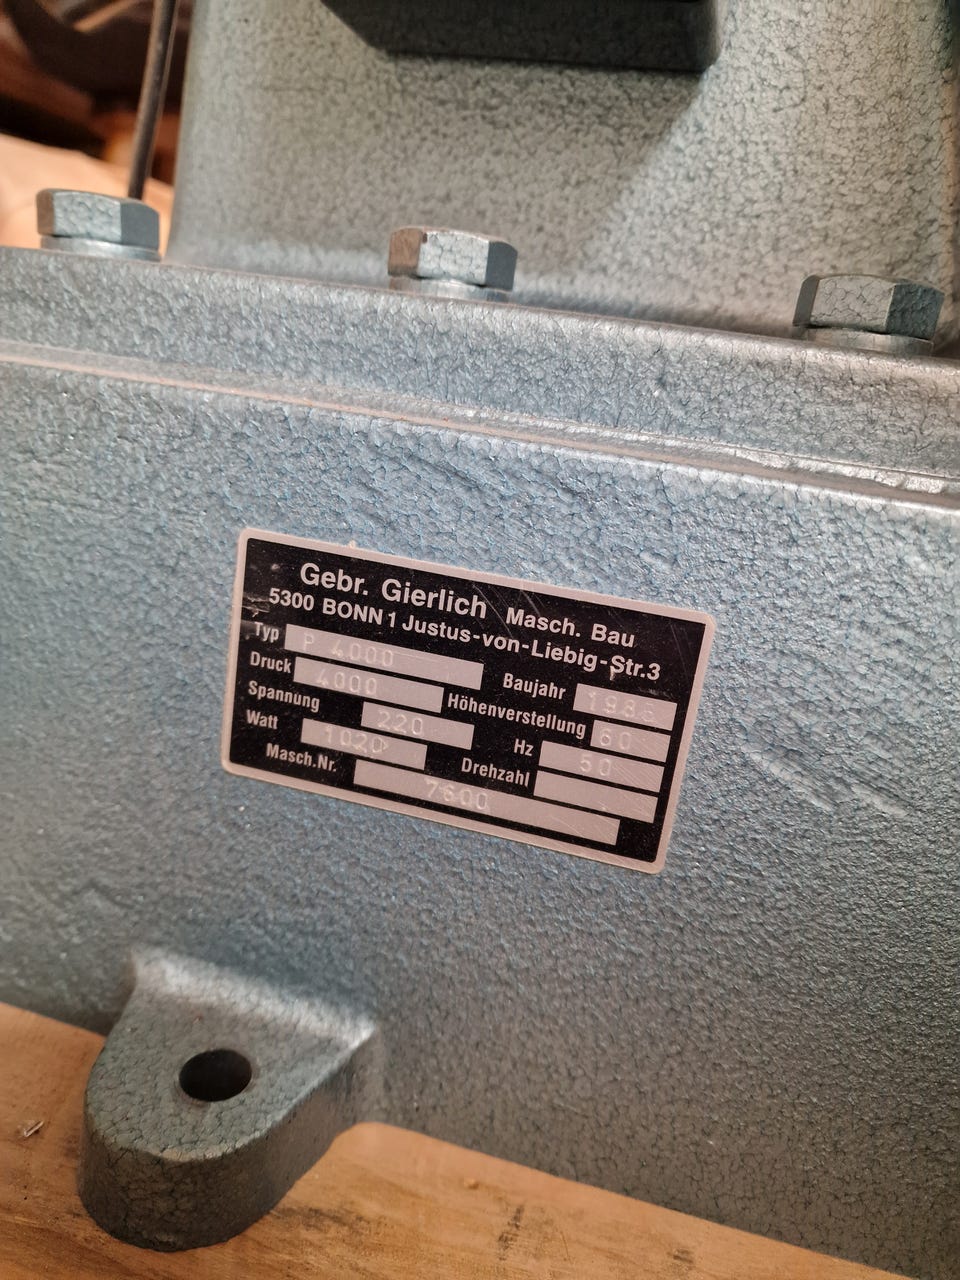 Gebr. Gierlich Masch. Bau
5300 BONN 1 Justus-von-Liebig-Str.3
Typ P 4000
Baujahr
Druck 4000
Höhenverstellung 60
Spannung 220
Hz 50
Watt 1020
Drehzahl
Masch.Nr. 7600